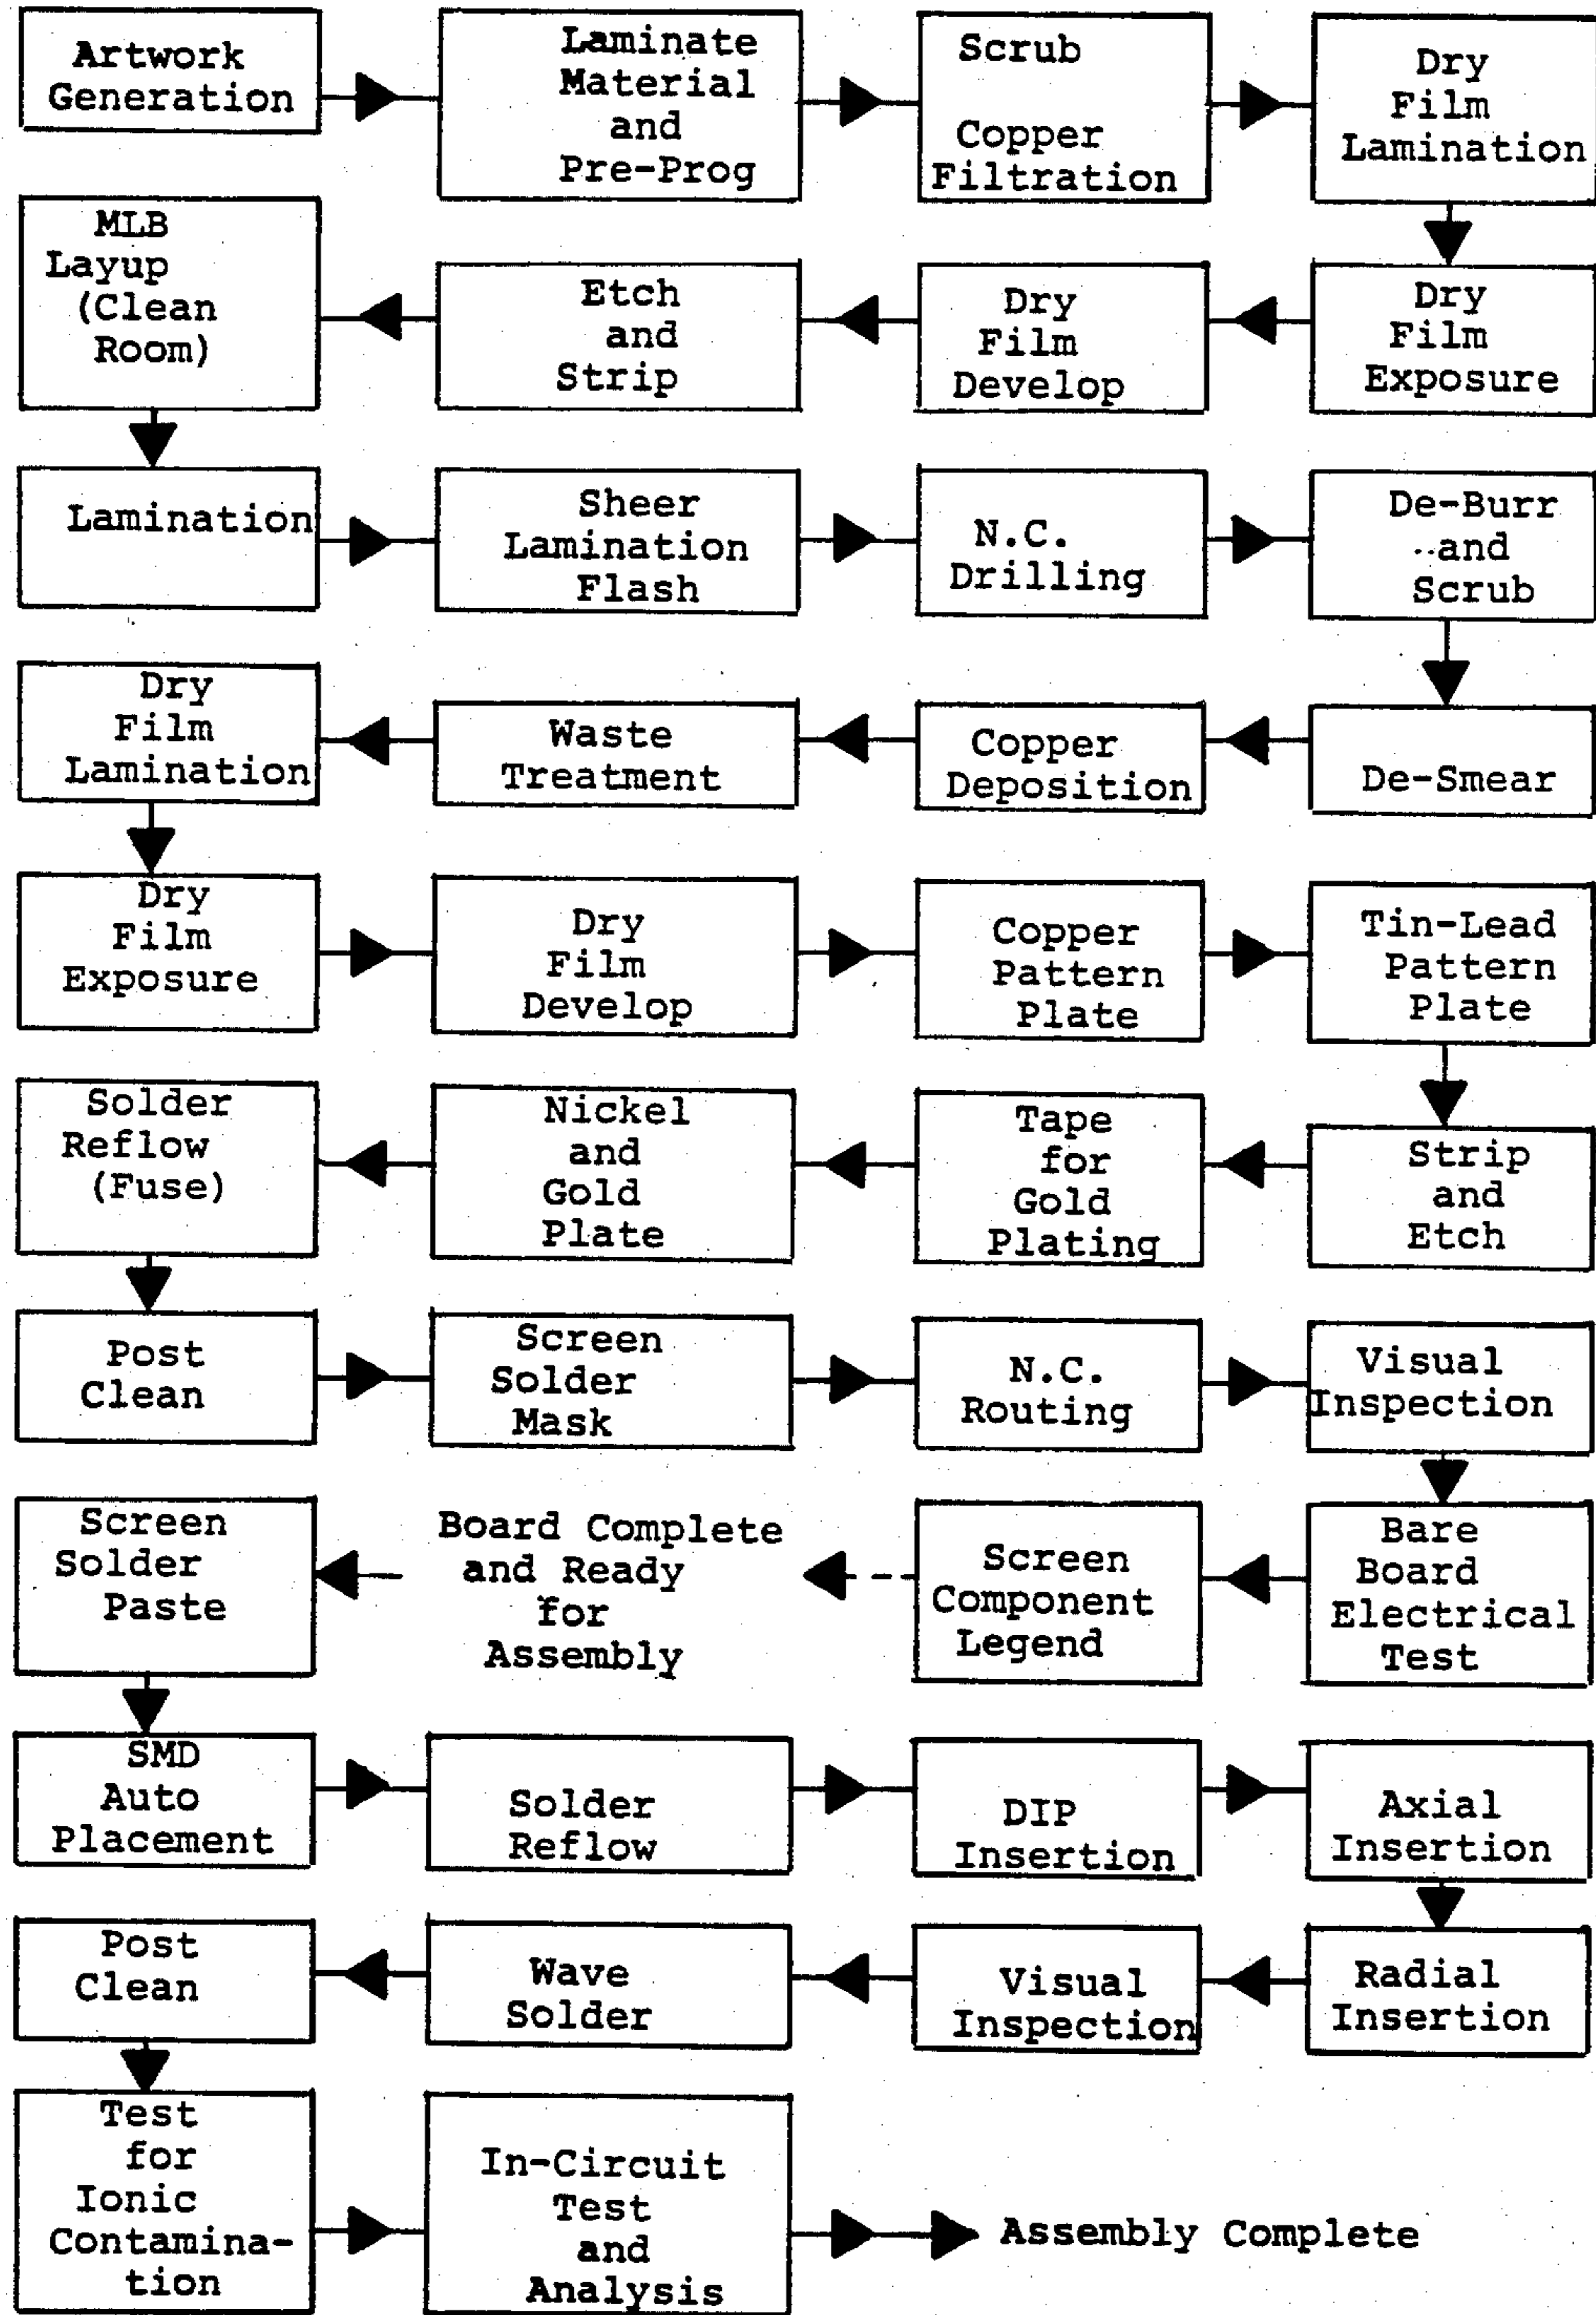 Artwork
Generation
Laminate
Material
and
Pre-Prog
Scrub
Copper
Filtration
Dry
Film
Lamination
Dry
Film
Exposure
Dry
Film
Develop
Etch
and
Strip
MLB
Layup
(Clean
Room)
Lamination
Sheer
Lamination
Flash
N.C.
Drilling
De-Burr
and
Scrub
De-Smear
Copper
Deposition
Waste
Treatment
Dry
Film
Lamination
Dry
Film
Exposure
Dry
Film
Develop
Copper
Pattern
Plate
Tin-Lead
Pattern
Plate
Strip
and
Etch
Tape
for
Gold
Plating
Nickel
and
Gold
Plate
Solder
Reflow
(Fuse)
Post
Clean
Screen
Solder
Mask
N.C.
Routing
Visual
Inspection
Bare
Board
Electrical
Test
Screen
Component
Legend
Board Complete
and Ready
for
Assembly
Screen
Solder
Paste
SMD
Auto
Placement
Solder
Reflow
DIP
Insertion
Axial
Insertion
Radial
Insertion
Visual
Inspection
Wave
Solder
Post
Clean
Test
for
Ionic
Contamina-
tion
In-Circuit
Test
and
Analysis
Assembly Complete